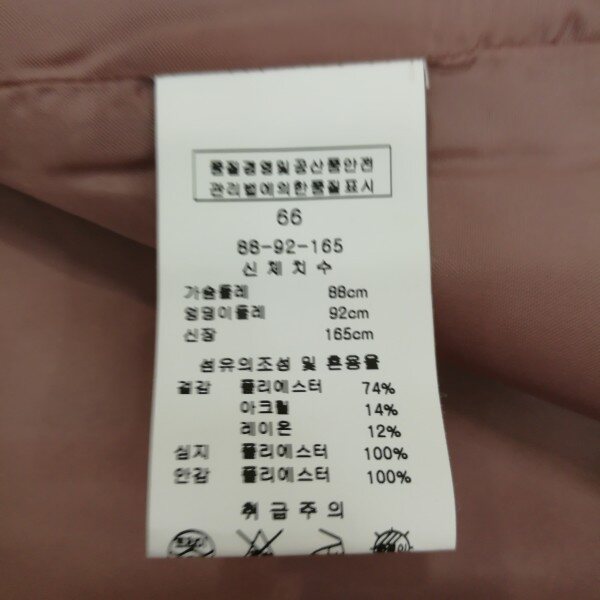 품질경영및공산품안전
관리법에의한품질표시
66
88-92-165
신체치수
가슴둘레 88cm
엉덩이둘레 92cm
신장 165cm
섬유의조성 및 혼용율
겉감 폴리에스터 74%
아크릴 14%
레이온 12%
심지 폴리에스터 100%
안감 폴리에스터 100%
취급주의